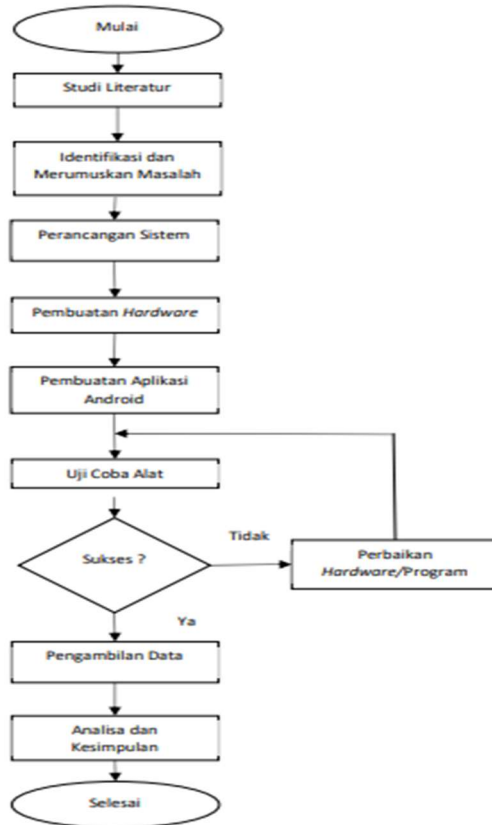 Mulai
Studi Literatur
Identifikasi dan
Merumuskan Masalah
Perancangan Sistem
Pembuatan Hardware
Pembuatan Aplikasi
Android
Uji Coba Alat
Sukses ?
Tidak
Perbaikan
Hardware/Program
Ya
Pengambilan Data
Analisa dan
Kesimpulan
Selesai